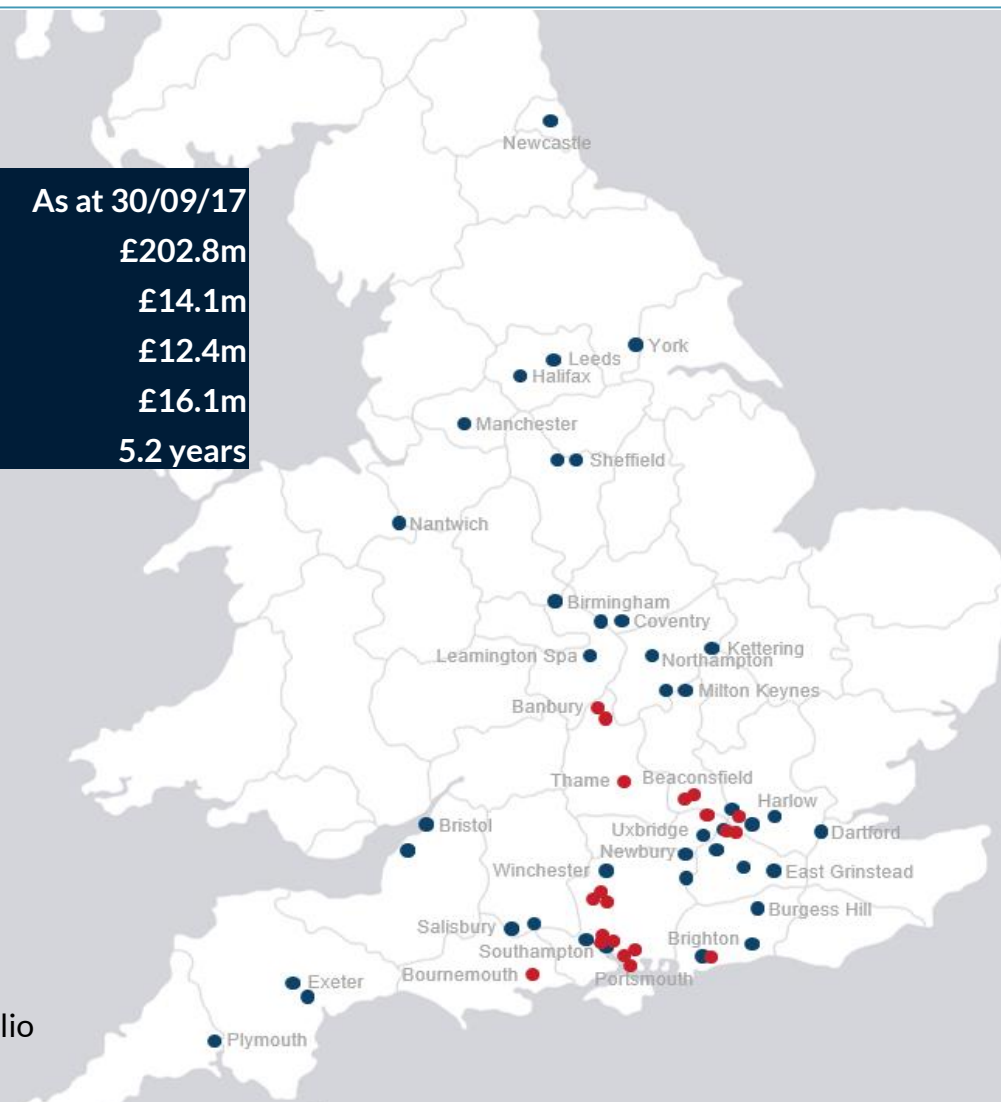 Newcastle
As at 30/09/17
£202.8m
£14.1m
£12.4m
£16.1m
5.2 years
York
Leeds
Halifax
Manchester
Sheffield
Nantwich
Birmingham
Coventry
Kettering
Leamington Spa
Northampton
Milton Keynes
Banbury
Thame
Beaconsfield
Harlow
Bristol
Uxbridge
Dartford
Newbury
Winchester
East Grinstead
Burgess Hill
Salisbury
Brighton
Southampton
Bournemouth
Portsmouth
Exeter
lio
Plymouth